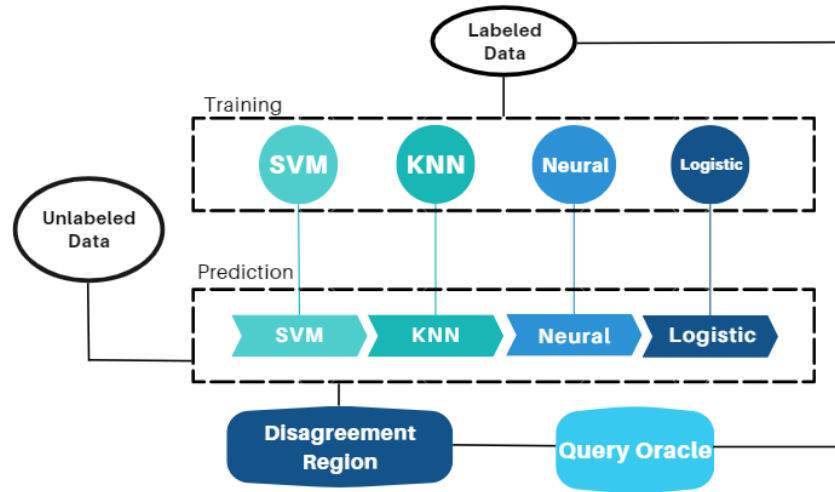 Labeled
Data
Training
SVM
KNN
Neural
Logistic
Unlabeled
Data
Prediction
SVM
KNN
Neural
Logistic
Disagreement
Region
Query Oracle